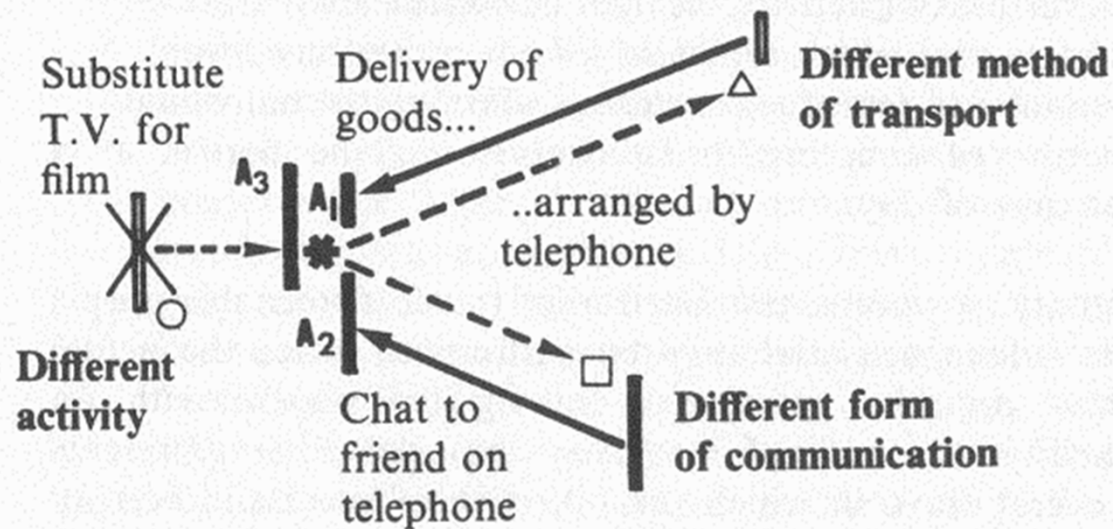 Substitute
T.V. for
film
Delivery of
goods...
Different method
of transport
A3
A1
..arranged by
telephone
A2
Different
activity
Chat to
friend on
telephone
Different form
of communication